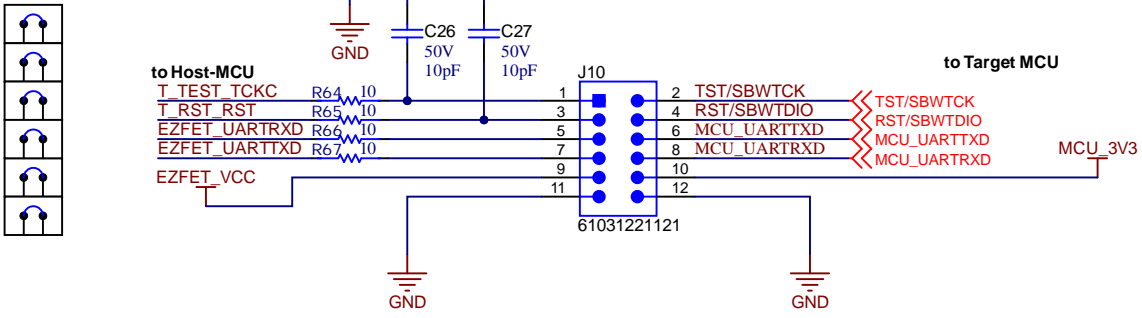 C26
50V
10pF
C27
50V
10pF
GND
to Host-MCU
J10
to Target MCU
T_TEST_TCKC R64 10 1 2 TST/SBWTCK TST/SBWTCK
T_RST_RST R65 10 3 4 RST/SBWTDIO RST/SBWTDIO
EZFET_UARTRXD R66 10 5 6 MCU_UARTTXD MCU_UARTTXD
EZFET_UARTTXD R67 10 7 8 MCU_UARTRXD MCU_UARTRXD
MCU_3V3
EZFET_VCC 9 10
11 12
61031221121
GND
GND